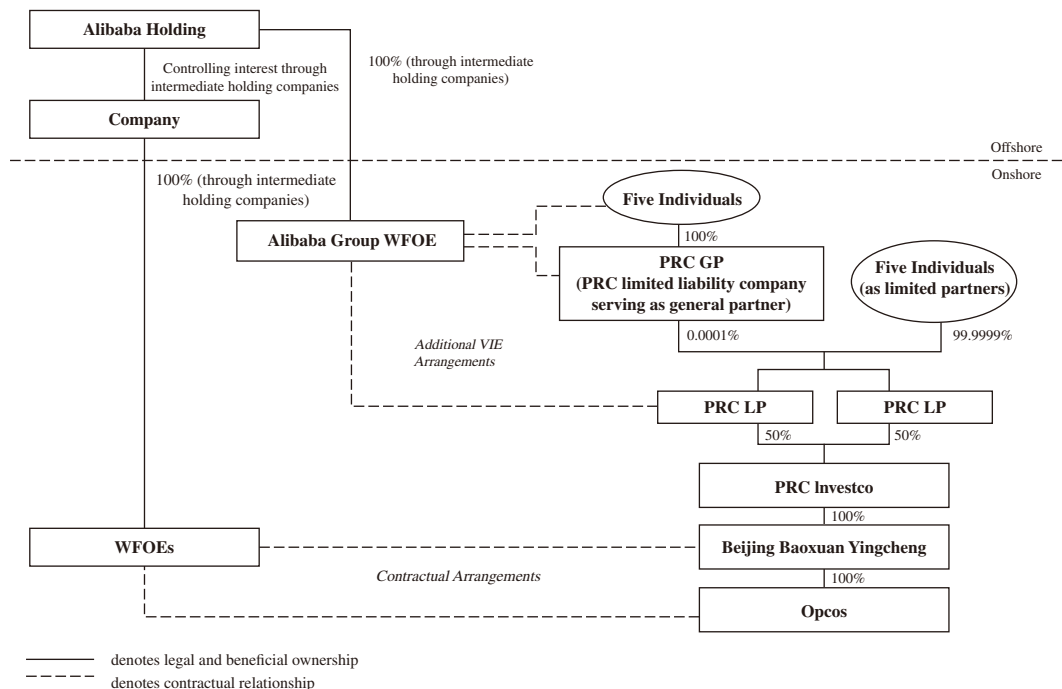 Alibaba Holding
Controlling interest through
intermediate holding companies
100% (through intermediate
holding companies)
Company
Offshore
Onshore
100% (through intermediate
holding companies)
Five Individuals
Alibaba Group WFOE
100%
PRC GP
(PRC limited liability company
serving as general partner)
Five Individuals
(as limited partners)
0.0001%
99.9999%
Additional VIE
Arrangements
PRC LP
PRC LP
50%
50%
PRC lnvestco
100%
WFOEs
Beijing Baoxuan Yingcheng
Contractual Arrangements
100%
Opcos
denotes legal and beneficial ownership
denotes contractual relationship